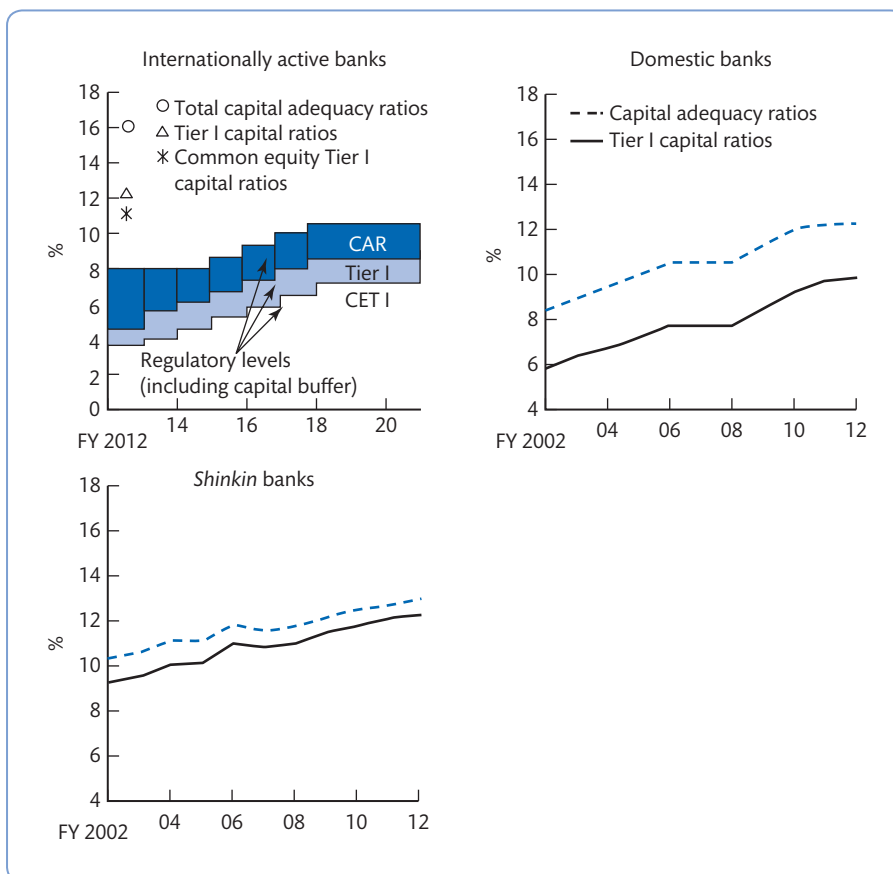 Internationally active banks
18
16
14
12
10
8
6
4
2
0
%
Total capital adequacy ratios
Tier I capital ratios
Common equity Tier I
capital ratios
CAR
Tier I
CET I
Regulatory levels
(including capital buffer)
FY 2012
14
16
18
20
Domestic banks
18
16
14
12
10
8
6
4
%
Capital adequacy ratios
Tier I capital ratios
FY 2002
04
06
08
10
12
Shinkin banks
18
16
14
12
10
8
6
4
%
FY 2002
04
06
08
10
12